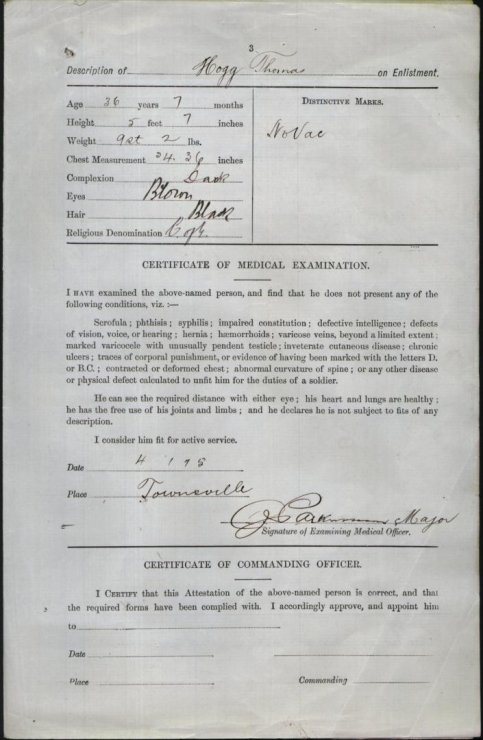 3
Description of Hogg Thomas on Enlistment.
Age 36 years 7 months
Height 5 feet 7 inches
Weight 9st 2 lbs.
Chest Measurement 34.36 inches
Complexion Dark
Eyes Brown
Hair Black
Religious Denomination C of E.
DISTINCTIVE MARKS.
No Vac
CERTIFICATE OF MEDICAL EXAMINATION.
I HAVE examined the above-named person, and find that he does not present any of the
following conditions, viz. :—
Scrofula ; phthisis ; syphilis ; impaired constitution ; defective intelligence ; defects
of vision, voice, or hearing ; hernia ; hæmorrhoids ; varicose veins, beyond a limited extent ;
marked varicocele with unusually pendent testicle ; inveterate cutaneous disease ; chronic
ulcers ; traces of corporal punishment, or evidence of having been marked with the letters D.
or B.C. ; contracted or deformed chest ; abnormal curvature of spine ; or any other disease
or physical defect calculated to unfit him for the duties of a soldier.
He can see the required distance with either eye ; his heart and lungs are healthy ;
he has the free use of his joints and limbs ; and he declares he is not subject to fits of any
description.
I consider him fit for active service.
Date 4
Place Townsville
Major
Signature of Examining Medical Officer.
CERTIFICATE OF COMMANDING OFFICER.
I CERTIFY that this Attestation of the above-named person is correct, and that
the required forms have been complied with. I accordingly approve, and appoint him
to
Date
Place Commanding